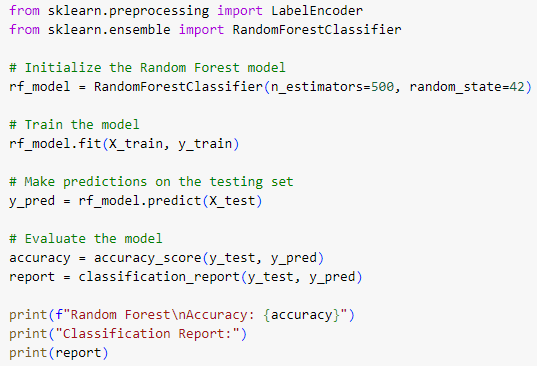 from sklearn.preprocessing import LabelEncoder
from sklearn.ensemble import RandomForestClassifier
# Initialize the Random Forest model
rf_model = RandomForestClassifier(n_estimators=500, random_state=42)
# Train the model
rf_model.fit(X_train, y_train)
# Make predictions on the testing set
y_pred = rf_model.predict(X_test)
# Evaluate the model
accuracy = accuracy_score(y_test, y_pred)
report = classification_report(y_test, y_pred)
print(f"Random Forest\nAccuracy: {accuracy}")
print("Classification Report:")
print(report)